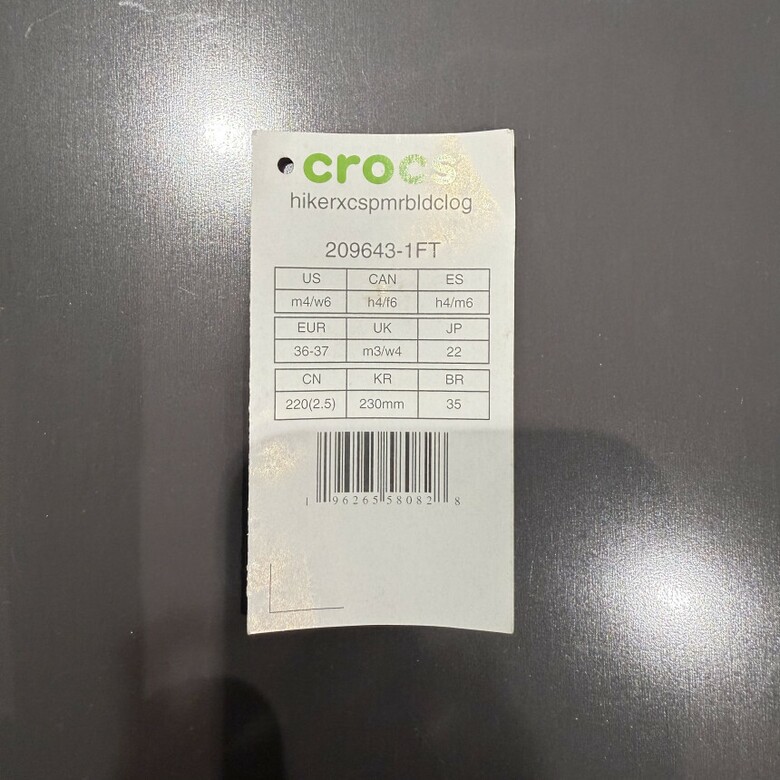 crocs
hikerxcspmrbldclog
209643-1FT
US CAN ES
m4/w6 h4/f6 h4/m6
EUR UK JP
36-37 m3/w4 22
CN KR BR
220(2.5) 230mm 35
1 96265 58082 8